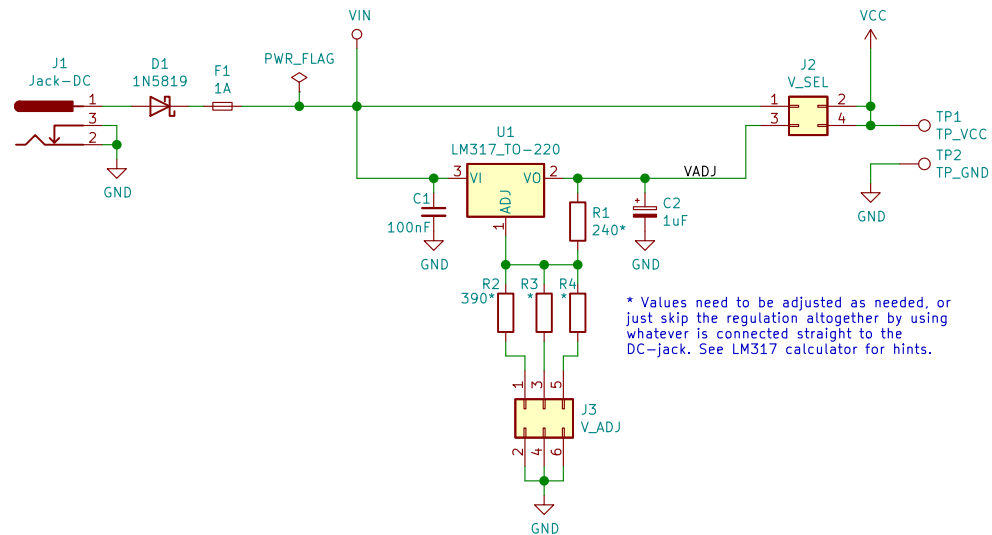 VIN
VCC
J1
Jack-DC
D1
1N5819
F1
1A
PWR_FLAG
J2
V_SEL
1
3
2
1
3
2
4
TP1
TP_VCC
TP2
TP_GND
GND
GND
U1
LM317_TO-220
3
VI
VO
2
ADJ
1
VADJ
C1
100nF
GND
R1
240*
+
C2
1uF
GND
R2
390*
R3
*
R4
*
* Values need to be adjusted as needed, or
just skip the regulation altogether by using
whatever is connected straight to the
DC-jack. See LM317 calculator for hints.
1
3
5
J3
V_ADJ
2
4
6
GND